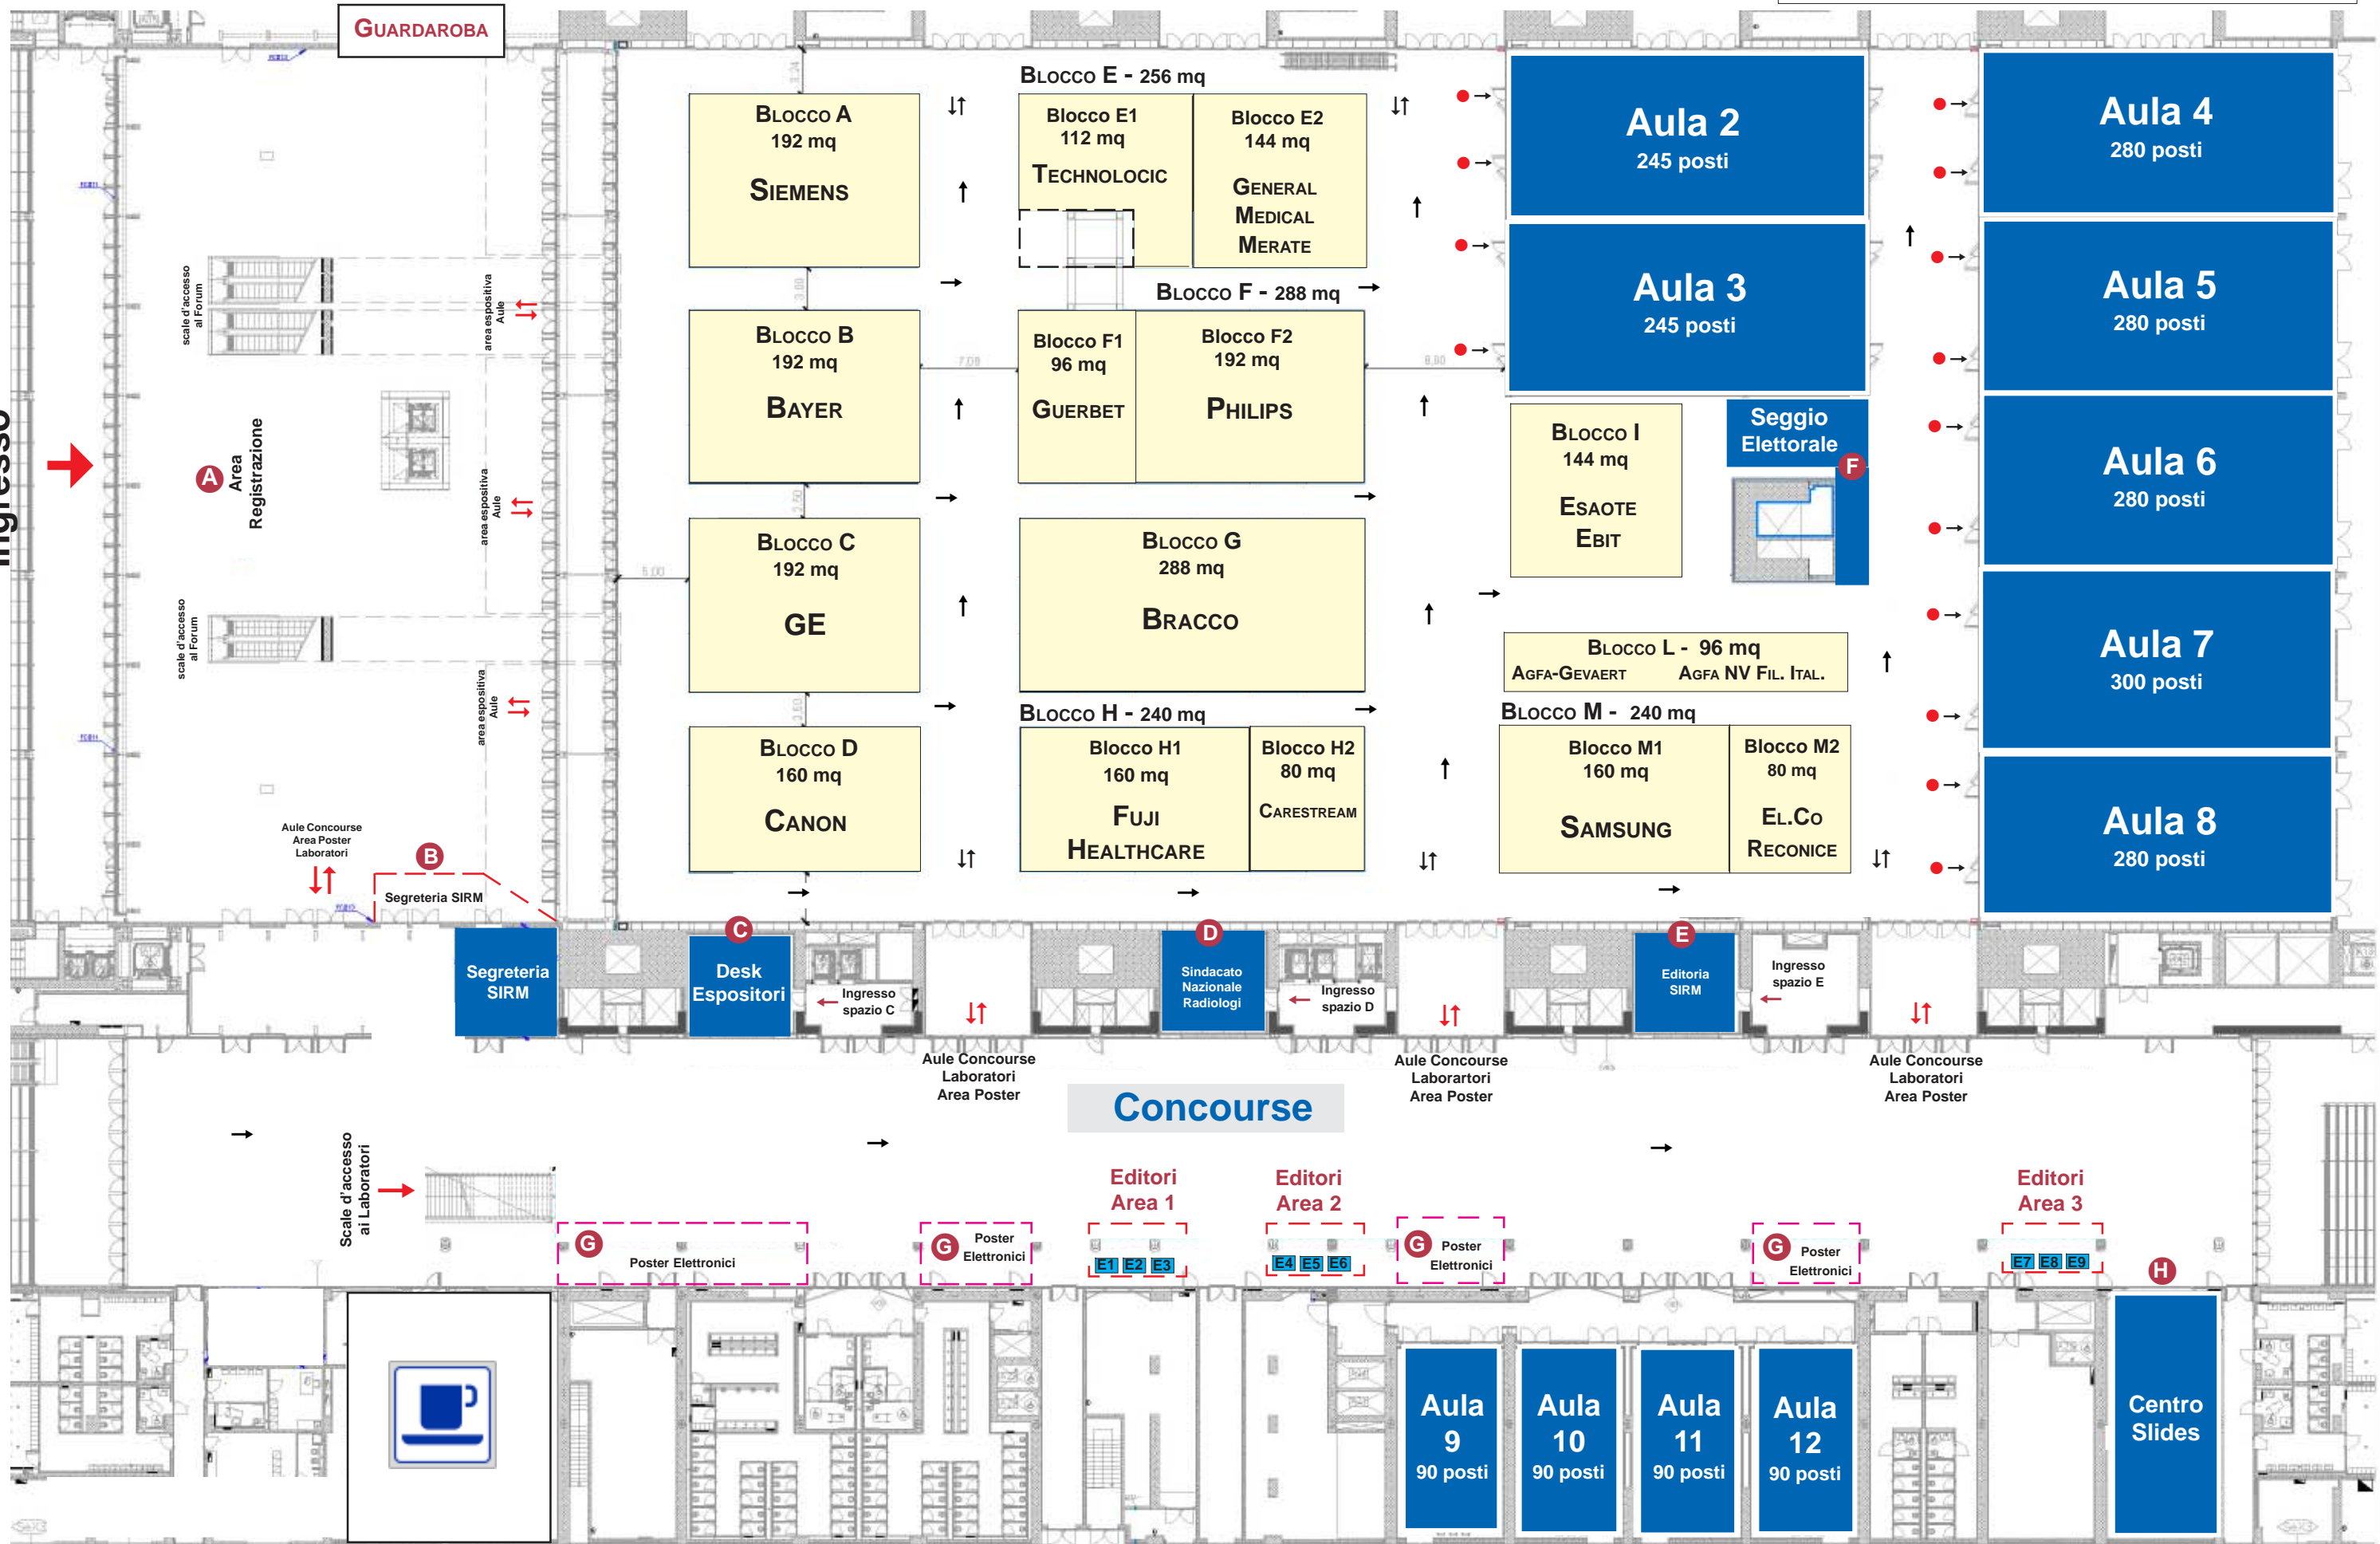 GUARDAROBA
Ingresso
A
Area
Registrazione
scale d'accesso
al Forum
scale d'accesso
al Forum
area espositiva
Aule
area espositiva
Aule
area espositiva
Aule
Aule Concourse
Area Poster
Laboratori
B
Segreteria SIRM
BLOCCO A
192 mq
SIEMENS
BLOCCO B
192 mq
BAYER
BLOCCO C
192 mq
GE
BLOCCO D
160 mq
CANON
BLOCCO E - 256 mq
Blocco E1
112 mq
TECHNOLOCIC
Blocco E2
144 mq
GENERAL
MEDICAL
MERATE
BLOCCO F - 288 mq
Blocco F1
96 mq
GUERBET
Blocco F2
192 mq
PHILIPS
BLOCCO G
288 mq
BRACCO
BLOCCO H - 240 mq
Blocco H1
160 mq
FUJI
HEALTHCARE
Blocco H2
80 mq
CARESTREAM
Aula 2
245 posti
Aula 3
245 posti
BLOCCO I
144 mq
ESAOTE
EBIT
Seggio
Elettorale
F
BLOCCO L - 96 mq
AGFA-GEVAERT AGFA NV FIL. ITAL.
BLOCCO M - 240 mq
Blocco M1
160 mq
SAMSUNG
Blocco M2
80 mq
EL.CO
RECONICE
Aula 4
280 posti
Aula 5
280 posti
Aula 6
280 posti
Aula 7
300 posti
Aula 8
280 posti
Segreteria
SIRM
C
Desk
Espositori
Ingresso
spazio C
D
Sindacato
Nazionale
Radiologi
Ingresso
spazio D
E
Editoria
SIRM
Ingresso
spazio E
Aule Concourse
Laboratori
Area Poster
Aule Concourse
Laborartori
Area Poster
Aule Concourse
Laboratori
Area Poster
Concourse
Scale d'accesso
ai Laboratori
G
Poster Elettronici
G
Poster
Elettronici
Editori
Area 1
E1 E2 E3
Editori
Area 2
E4 E5 E6
G
Poster
Elettronici
G
Poster
Elettronici
Editori
Area 3
E7 E8 E9
H
Aula
9
90 posti
Aula
10
90 posti
Aula
11
90 posti
Aula
12
90 posti
Centro
Slides